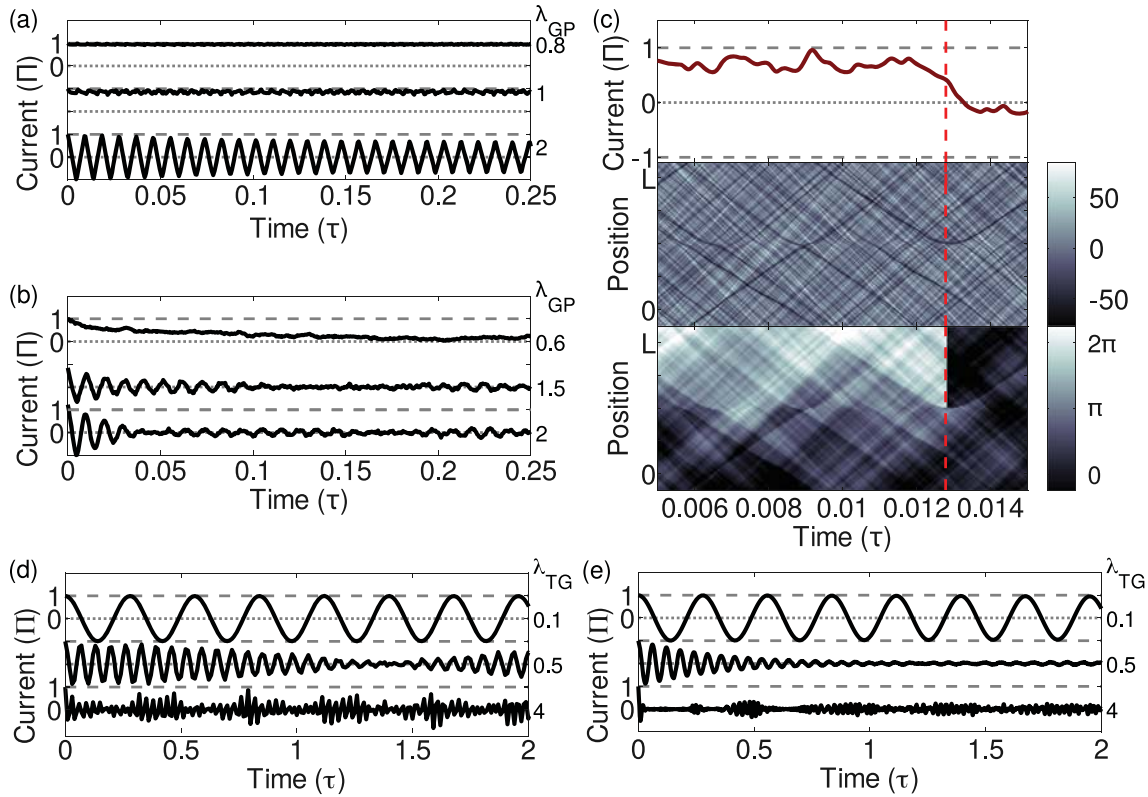 (a)
λGP
Current (Π)
1
0
0.8
1
1
0
2
0 0.05 0.1 0.15 0.2 0.25
Time (τ)
(b)
λGP
Current (Π)
1
0
0.6
1.5
1
0
2
0 0.05 0.1 0.15 0.2 0.25
Time (τ)
(c)
Current (Π)
1
0
-1
Position
L
0
50
0
-50
Position
L
0
2π
π
0
0.006 0.008 0.01 0.012 0.014
Time (τ)
(d)
λTG
Current (Π)
1
0
0.1
0.5
1
0
4
0 0.5 1 1.5 2
Time (τ)
(e)
λTG
Current (Π)
1
0
0.1
0.5
1
0
4
0 0.5 1 1.5 2
Time (τ)